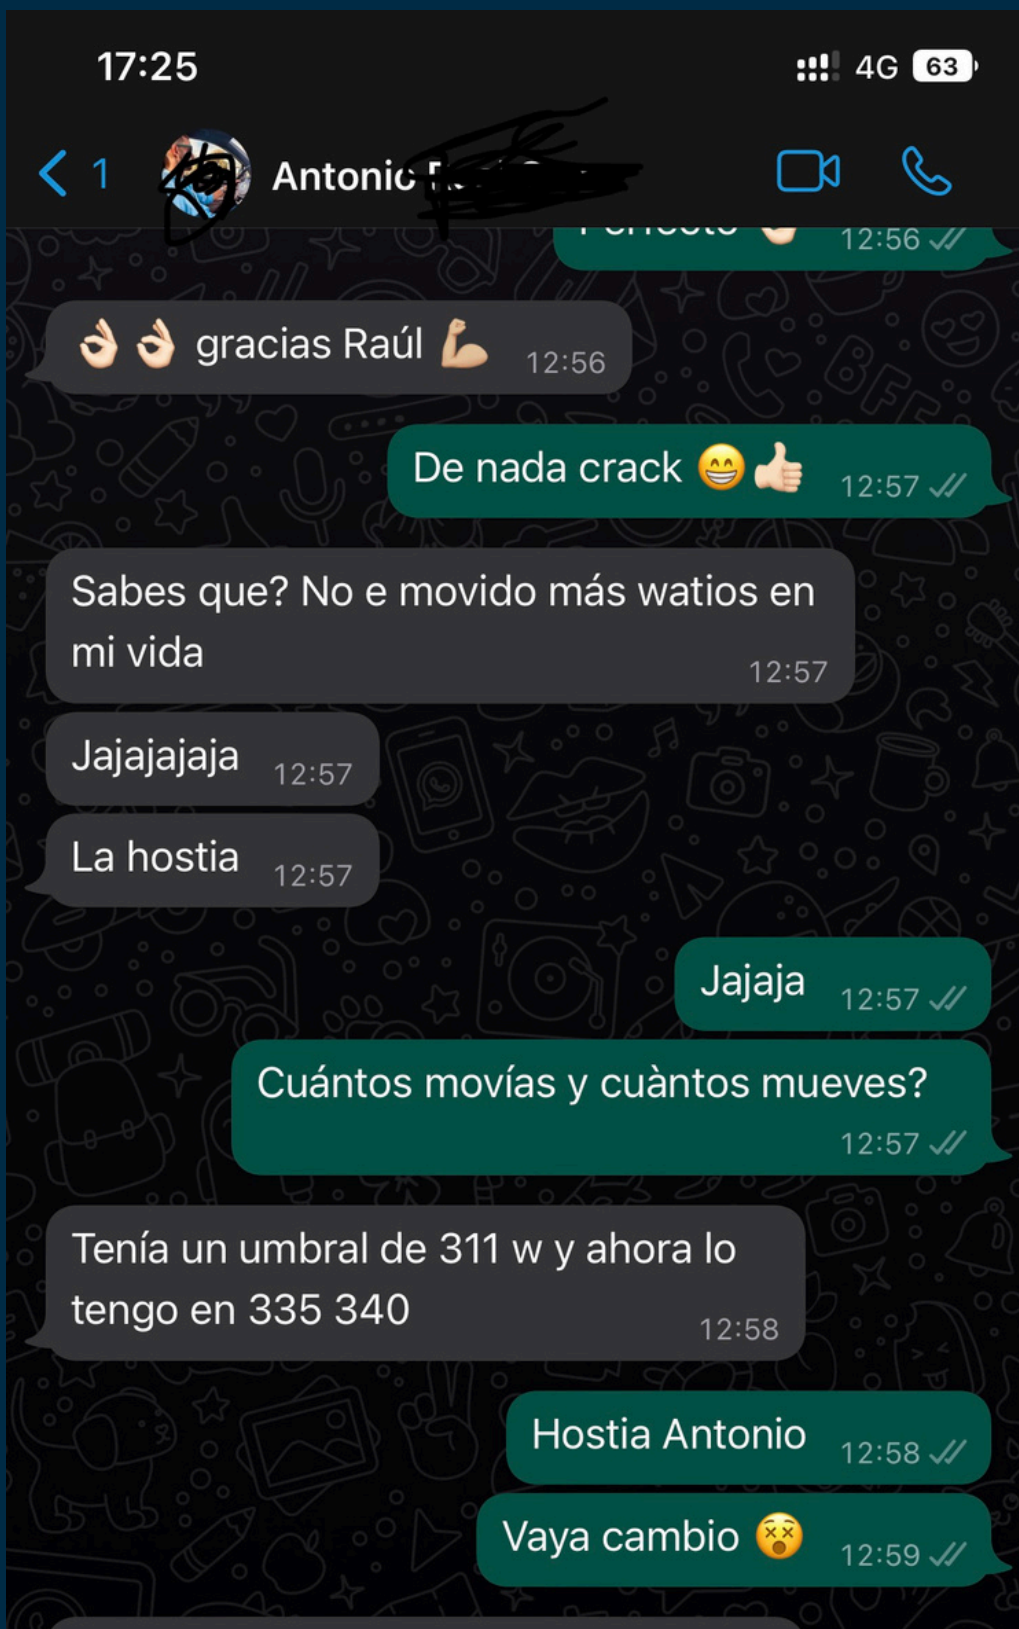 17:25
4G 63
1
Antonio
12:56
👌🏻👌🏻 gracias Raúl 💪🏼 12:56
De nada crack 😁👍🏻 12:57
Sabes que? No e movido más watios en
mi vida
12:57
Jajajajaja 12:57
La hostia 12:57
Jajaja 12:57
Cuántos movías y cuàntos mueves?
12:57
Tenía un umbral de 311 w y ahora lo
tengo en 335 340
12:58
Hostia Antonio 12:58
Vaya cambio 😵 12:59